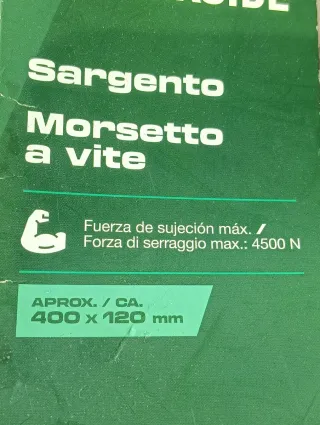 Sargento
Morsetto
a vite
Fuerza de sujeción máx. /
Forza di serraggio max.: 4500 N
APROX. / CA.
400 x 120 mm